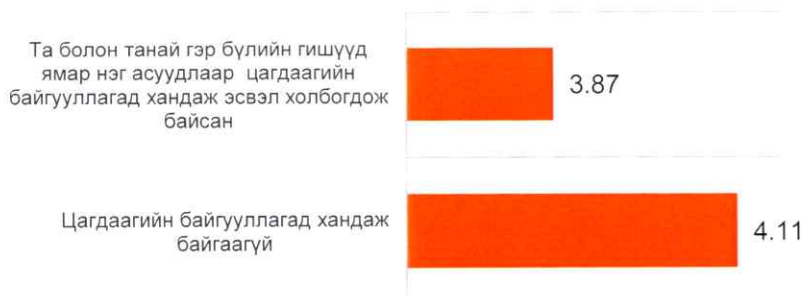 Та болон танай гэр бүлийн гишүүд
ямар нэг асуудлаар цагдаагийн
байгууллагад хандаж эсвэл холбогдож
байсан
3.87
Цагдаагийн байгууллагад хандаж
байгаагүй
4.11